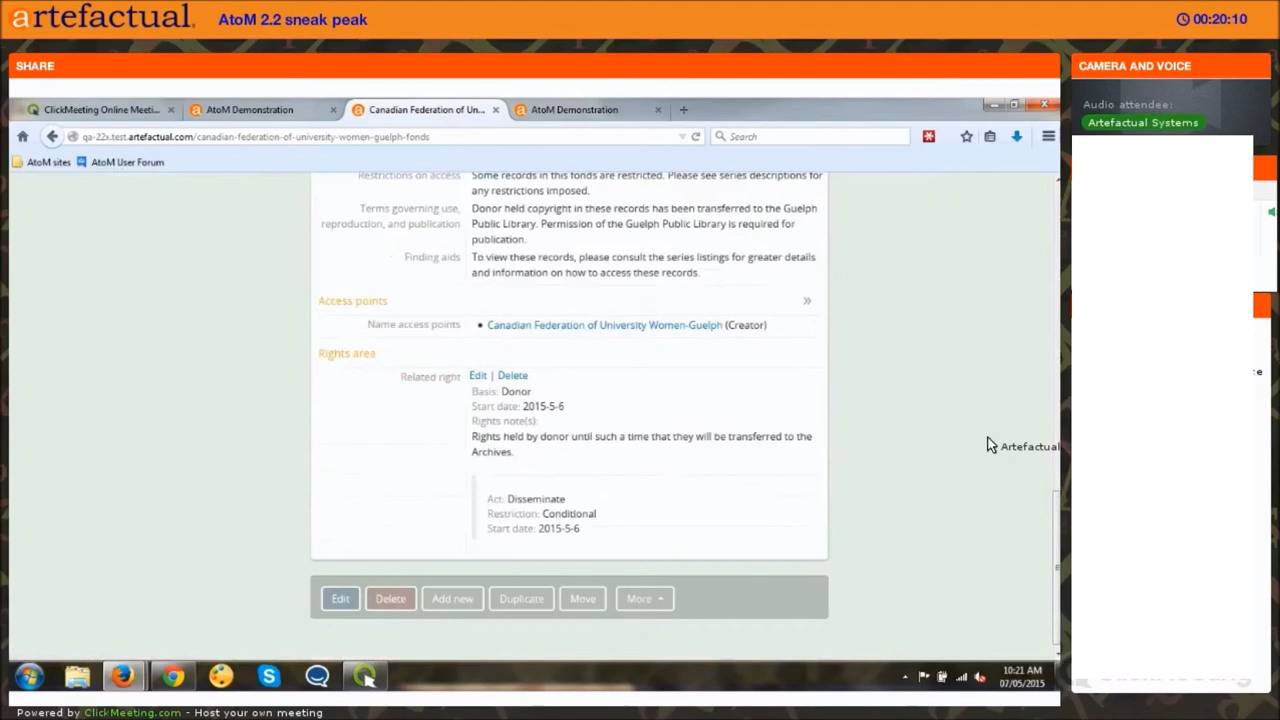 artefactual.
AtoM 2.2 sneak peak
00:20:10
SHARE
CAMERA AND VOICE
ClickMeeting Online Meeti...
AtoM Demonstration
Canadian Federation of Un...
AtoM Demonstration
Audio attendee:
Artefactual Systems
qa-22x.test.artefactual.com/canadian-federation-of-university-women-guelph-fonds
Search
AtoM sites
AtoM User Forum
Restrictions on access
Some records in this fonds are restricted. Please see series descriptions for
any restrictions imposed.
Terms governing use,
reproduction, and publication
Donor held copyright in these records has been transferred to the Guelph
Public Library. Permission of the Guelph Public Library is required for
publication.
Finding aids
To view these records, please consult the series listings for greater details
and information on how to access these records.
Access points
Name access points
• Canadian Federation of University Women-Guelph (Creator)
Rights area
Related right
Edit | Delete
Basis: Donor
Start date: 2015-5-6
Rights note(s):
Rights held by donor until such a time that they will be transferred to the
Archives.
Artefactual
Act: Disseminate
Restriction: Conditional
Start date: 2015-5-6
Edit
Delete
Add new
Duplicate
Move
More
10:21 AM
07/05/2015
Powered by ClickMeeting.com - Host your own meeting